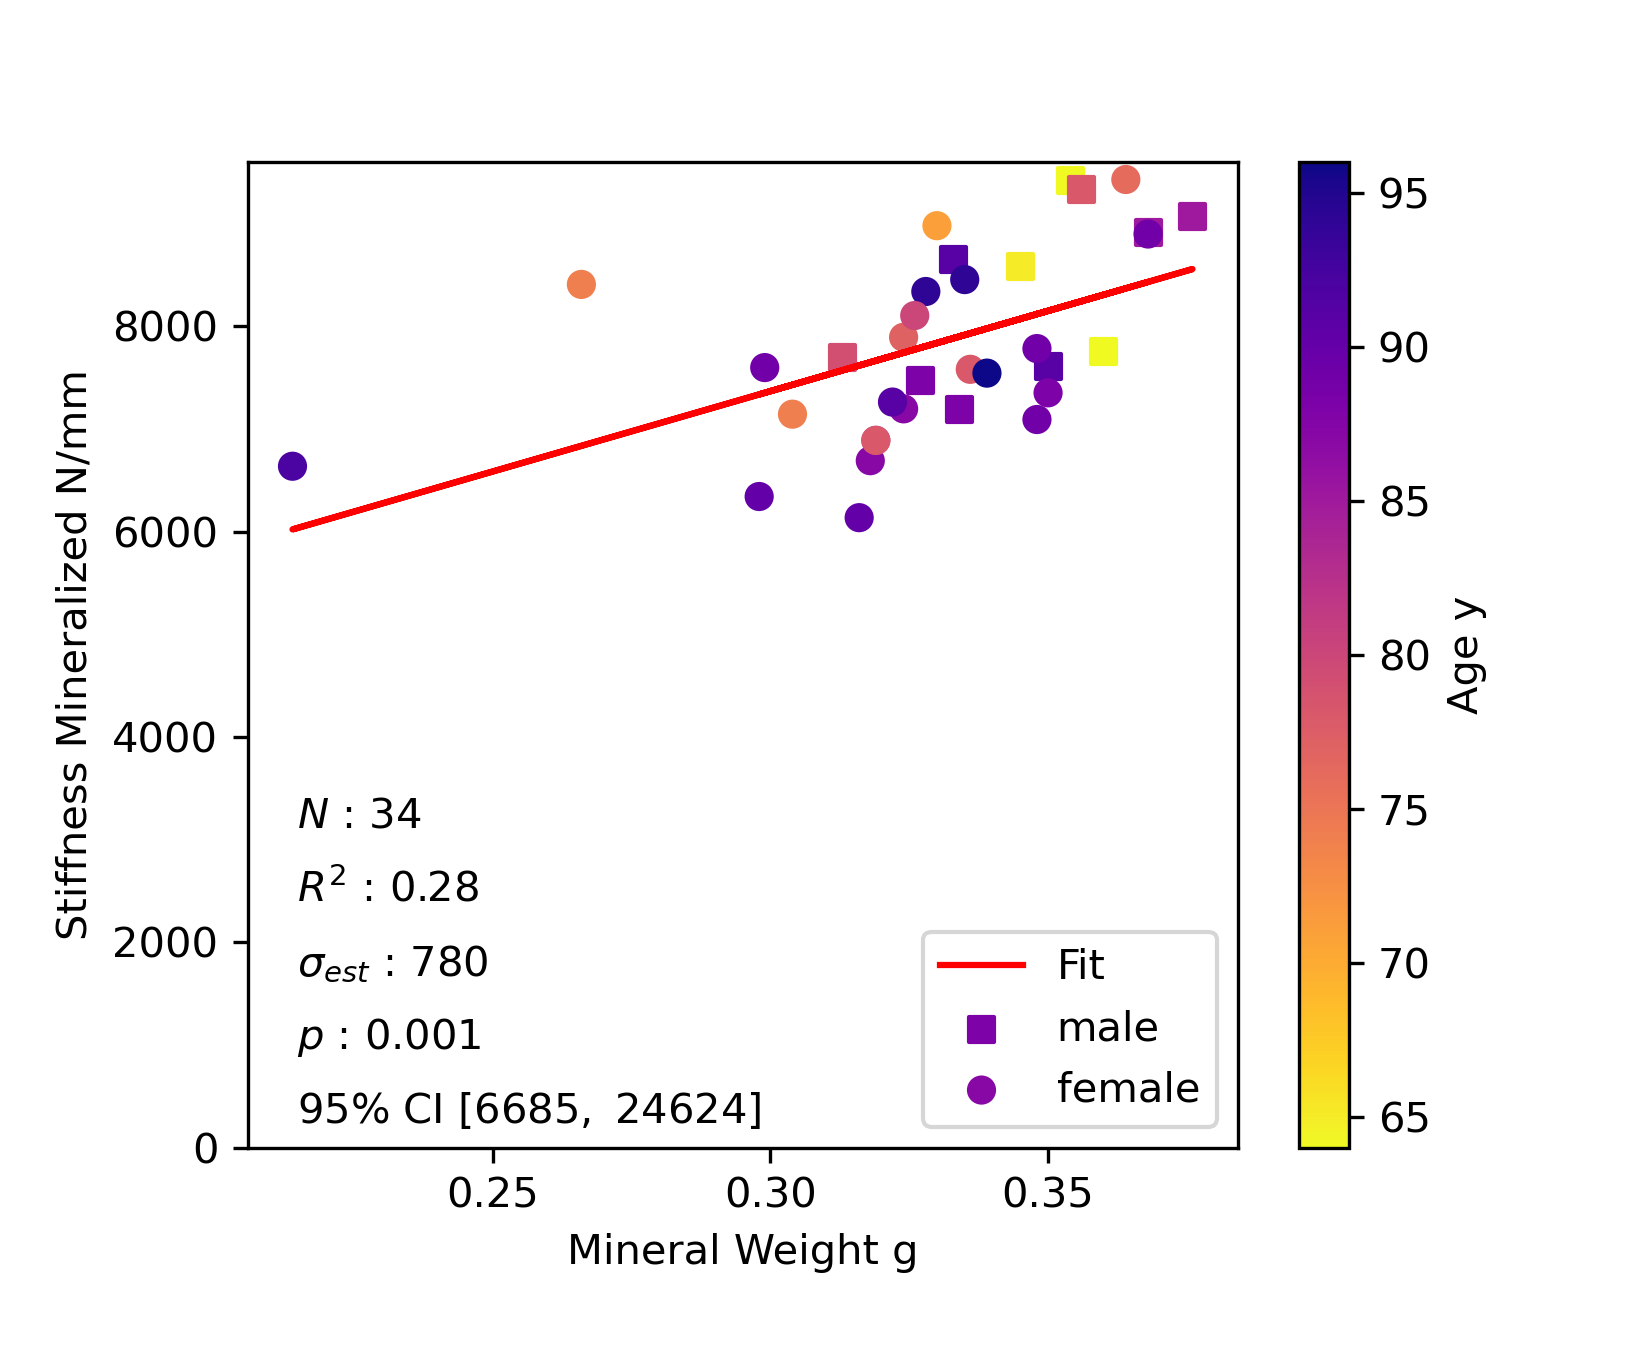 Stiffness Mineralized N/mm
8000
6000
4000
2000
0
N : 34
R² : 0.28
σest : 780
p : 0.001
95% CI [6685, 24624]
Fit
male
female
0.25 0.30 0.35
Mineral Weight g
95
90
85
80
75
70
65
Age y